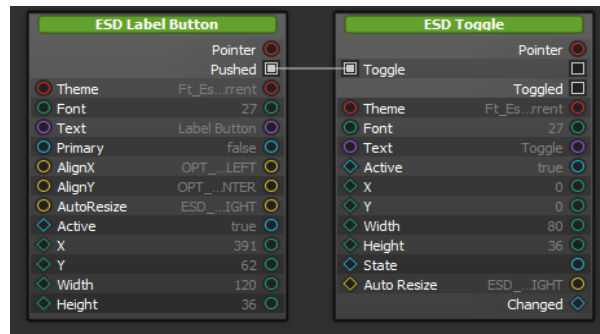 ESD Label Button
Pointer
Pushed
Theme Ft_Es...rrent
Font 27
Text Label Button
Primary false
AlignX OPT_...LEFT
AlignY OPT_...NTER
AutoResize ESD_...IGHT
Active true
X 391
Y 62
Width 120
Height 36
ESD Toggle
Pointer
Toggle
Toggled
Theme Ft_Es...rrent
Font 27
Text Toggle
Active true
X 0
Y 0
Width 80
Height 36
State
Auto Resize ESD_...IGHT
Changed